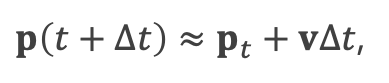 𝐩(t + Δt) ≈ 𝐩ₜ + 𝐯Δt,